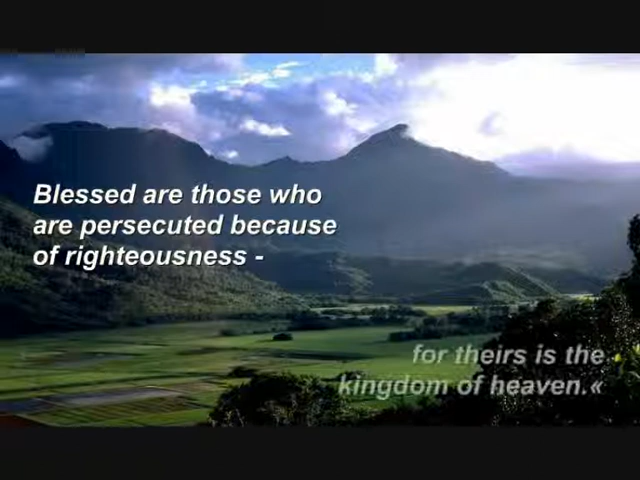 Blessed are those who
are persecuted because
of righteousness -
for theirs is the
kingdom of heaven.«